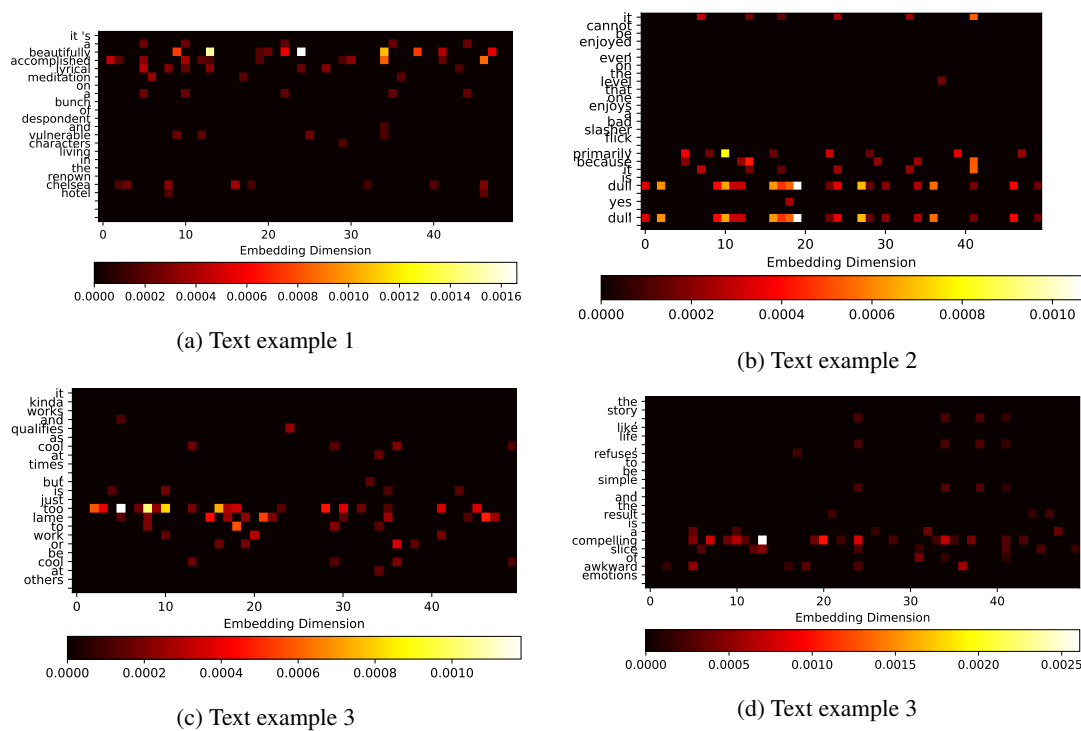 it 's
a
beautifully
accomplished
lyrical
meditation
on
a
bunch
of
despondent
and
vulnerable
characters
living
in
the
renown
chelsea
hotel
0 10 20 30 40
Embedding Dimension
0.0000 0.0002 0.0004 0.0006 0.0008 0.0010 0.0012 0.0014 0.0016
(a) Text example 1
it
cannot
be
enjoyed
,
even
on
the
level
that
one
enjoys
a
bad
slasher
flick
,
primarily
because
it
is
dull
yes
dull
0 10 20 30 40
Embedding Dimension
0.0000 0.0002 0.0004 0.0006 0.0008 0.0010
(b) Text example 2
it
kinda
works
and
qualifies
as
cool
at
times
but
is
just
too
lame
to
work
or
be
cool
at
others
0 10 20 30 40
Embedding Dimension
0.0000 0.0002 0.0004 0.0006 0.0008 0.0010
(c) Text example 3
the
story
,
like
life
,
refuses
to
be
simple
,
and
the
result
is
a
compelling
slice
of
awkward
emotions
0 10 20 30 40
Embedding Dimension
0.0000 0.0005 0.0010 0.0015 0.0020 0.0025
(d) Text example 3